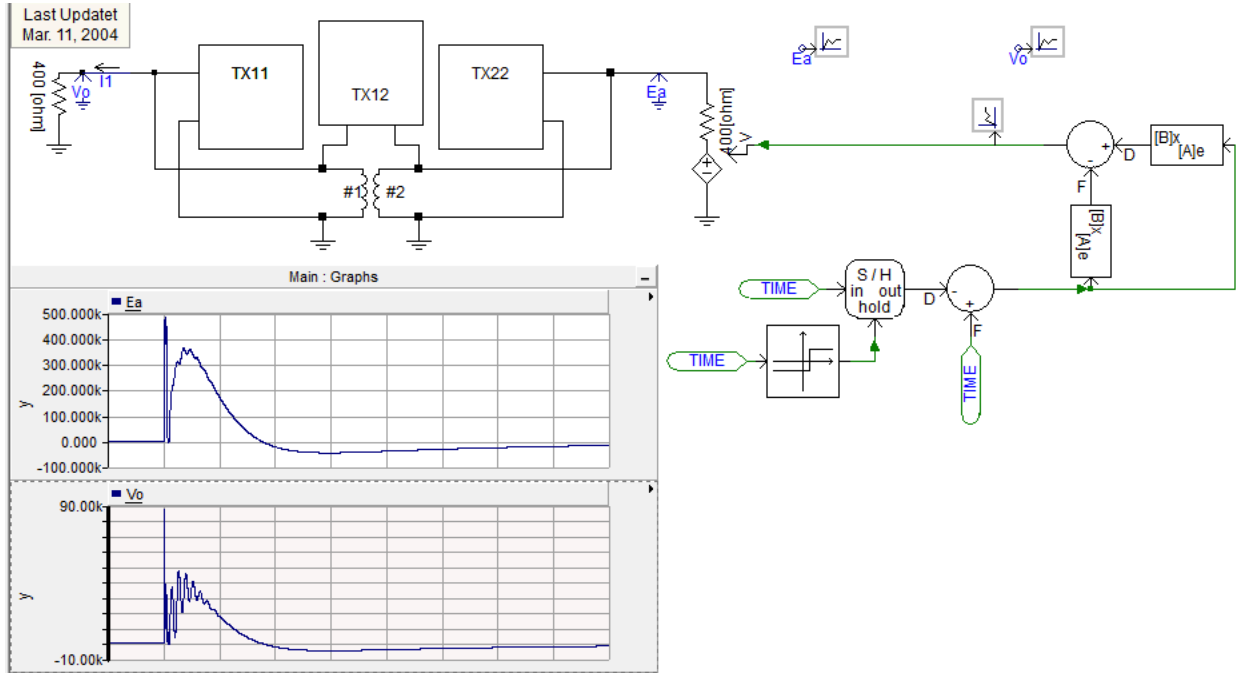 Last Updatet
Mar. 11, 2004
400 [ohm]
Vo
I1
TX11
TX12
TX22
#1
#2
Ea
400[ohm]
V
Ea
Vo
+
-
D
F
[B]x
[A]e
[B]x
[A]e
TIME
S / H
in out
hold
D
-
+
F
TIME
TIME
Main : Graphs
Ea
500.000k
400.000k
300.000k
200.000k
100.000k
0.000
-100.000k
y
Vo
90.00k
-10.00k
y